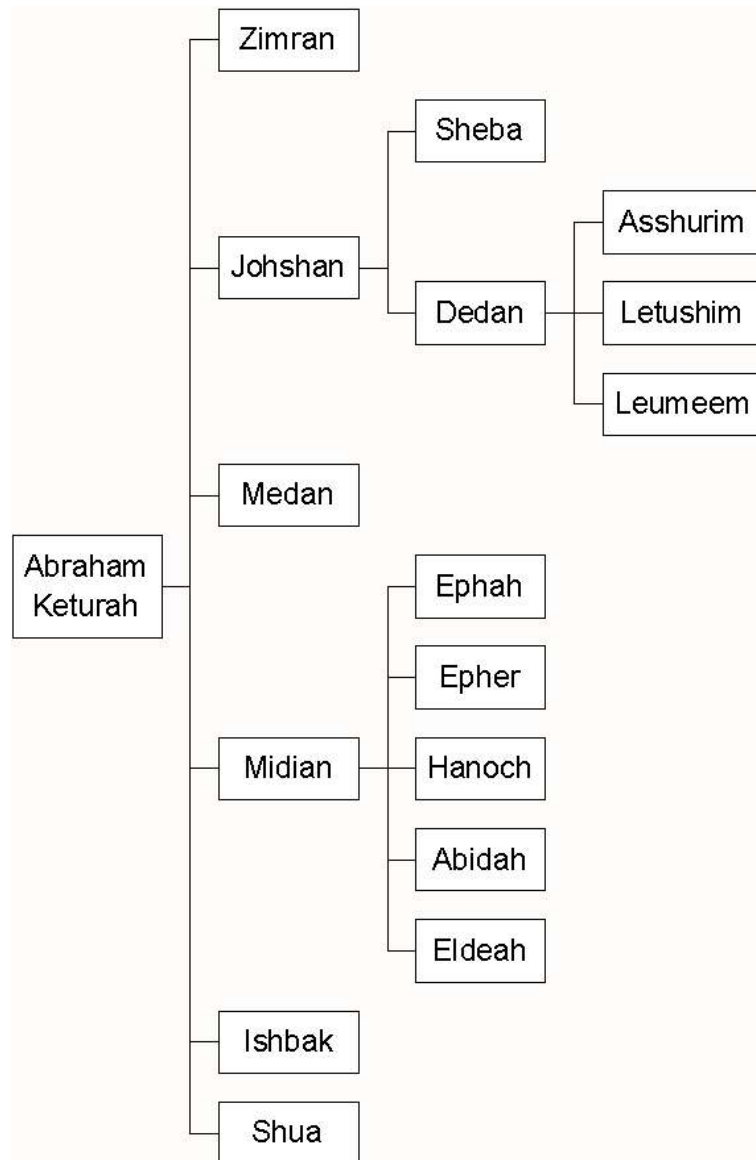 Zimran
Sheba
Asshurim
Johshan
Dedan
Letushim
Leumeem
Medan
Abraham
Keturah
Ephah
Epher
Midian
Hanoch
Abidah
Eldeah
Ishbak
Shua